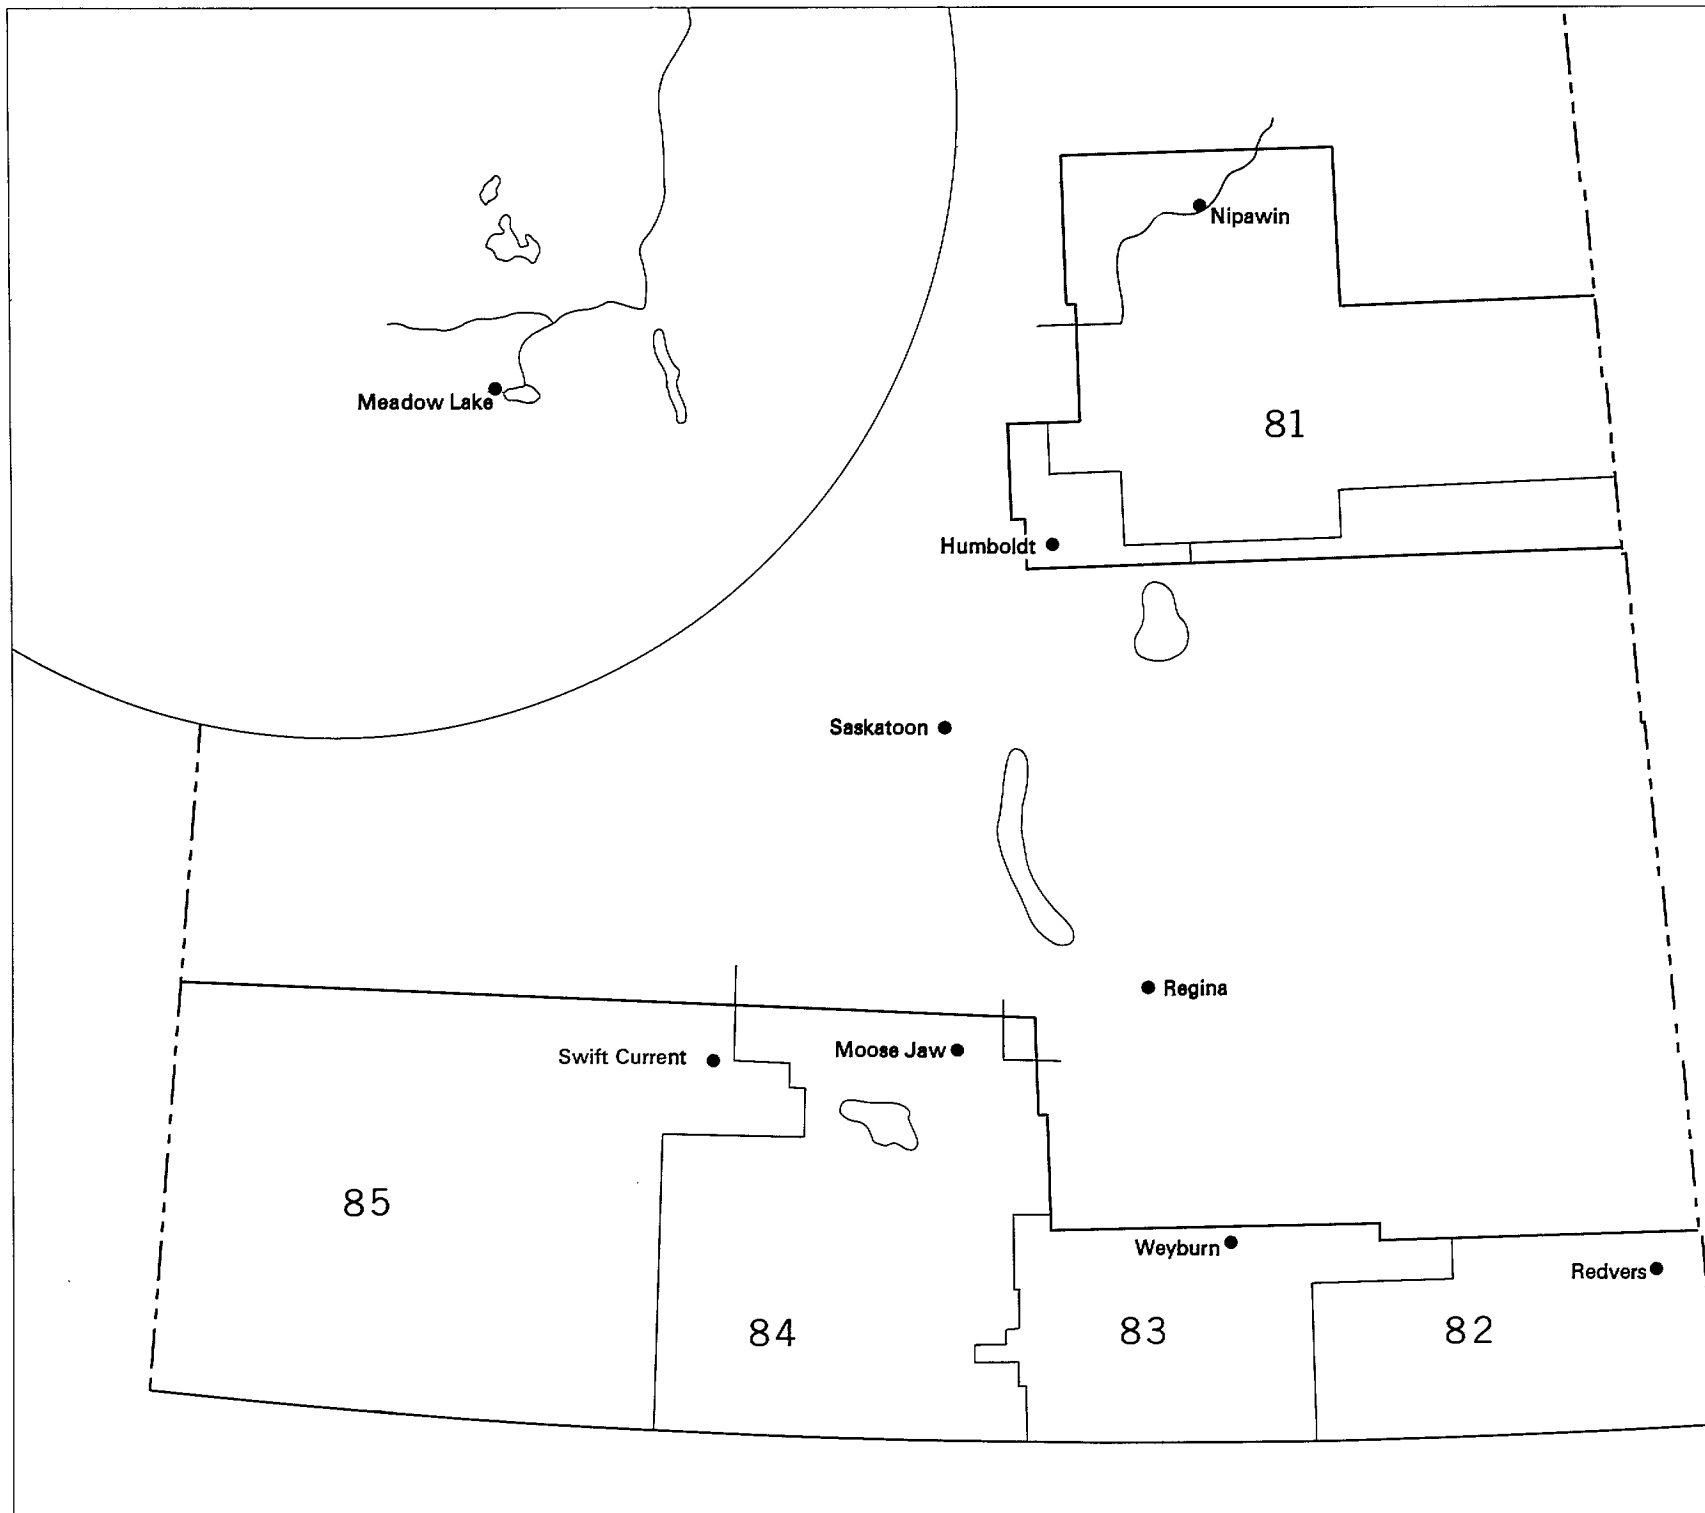 Nipawin
Meadow Lake
81
Humboldt
Saskatoon
Regina
Swift Current
Moose Jaw
85
Weyburn
Redvers
84
83
82